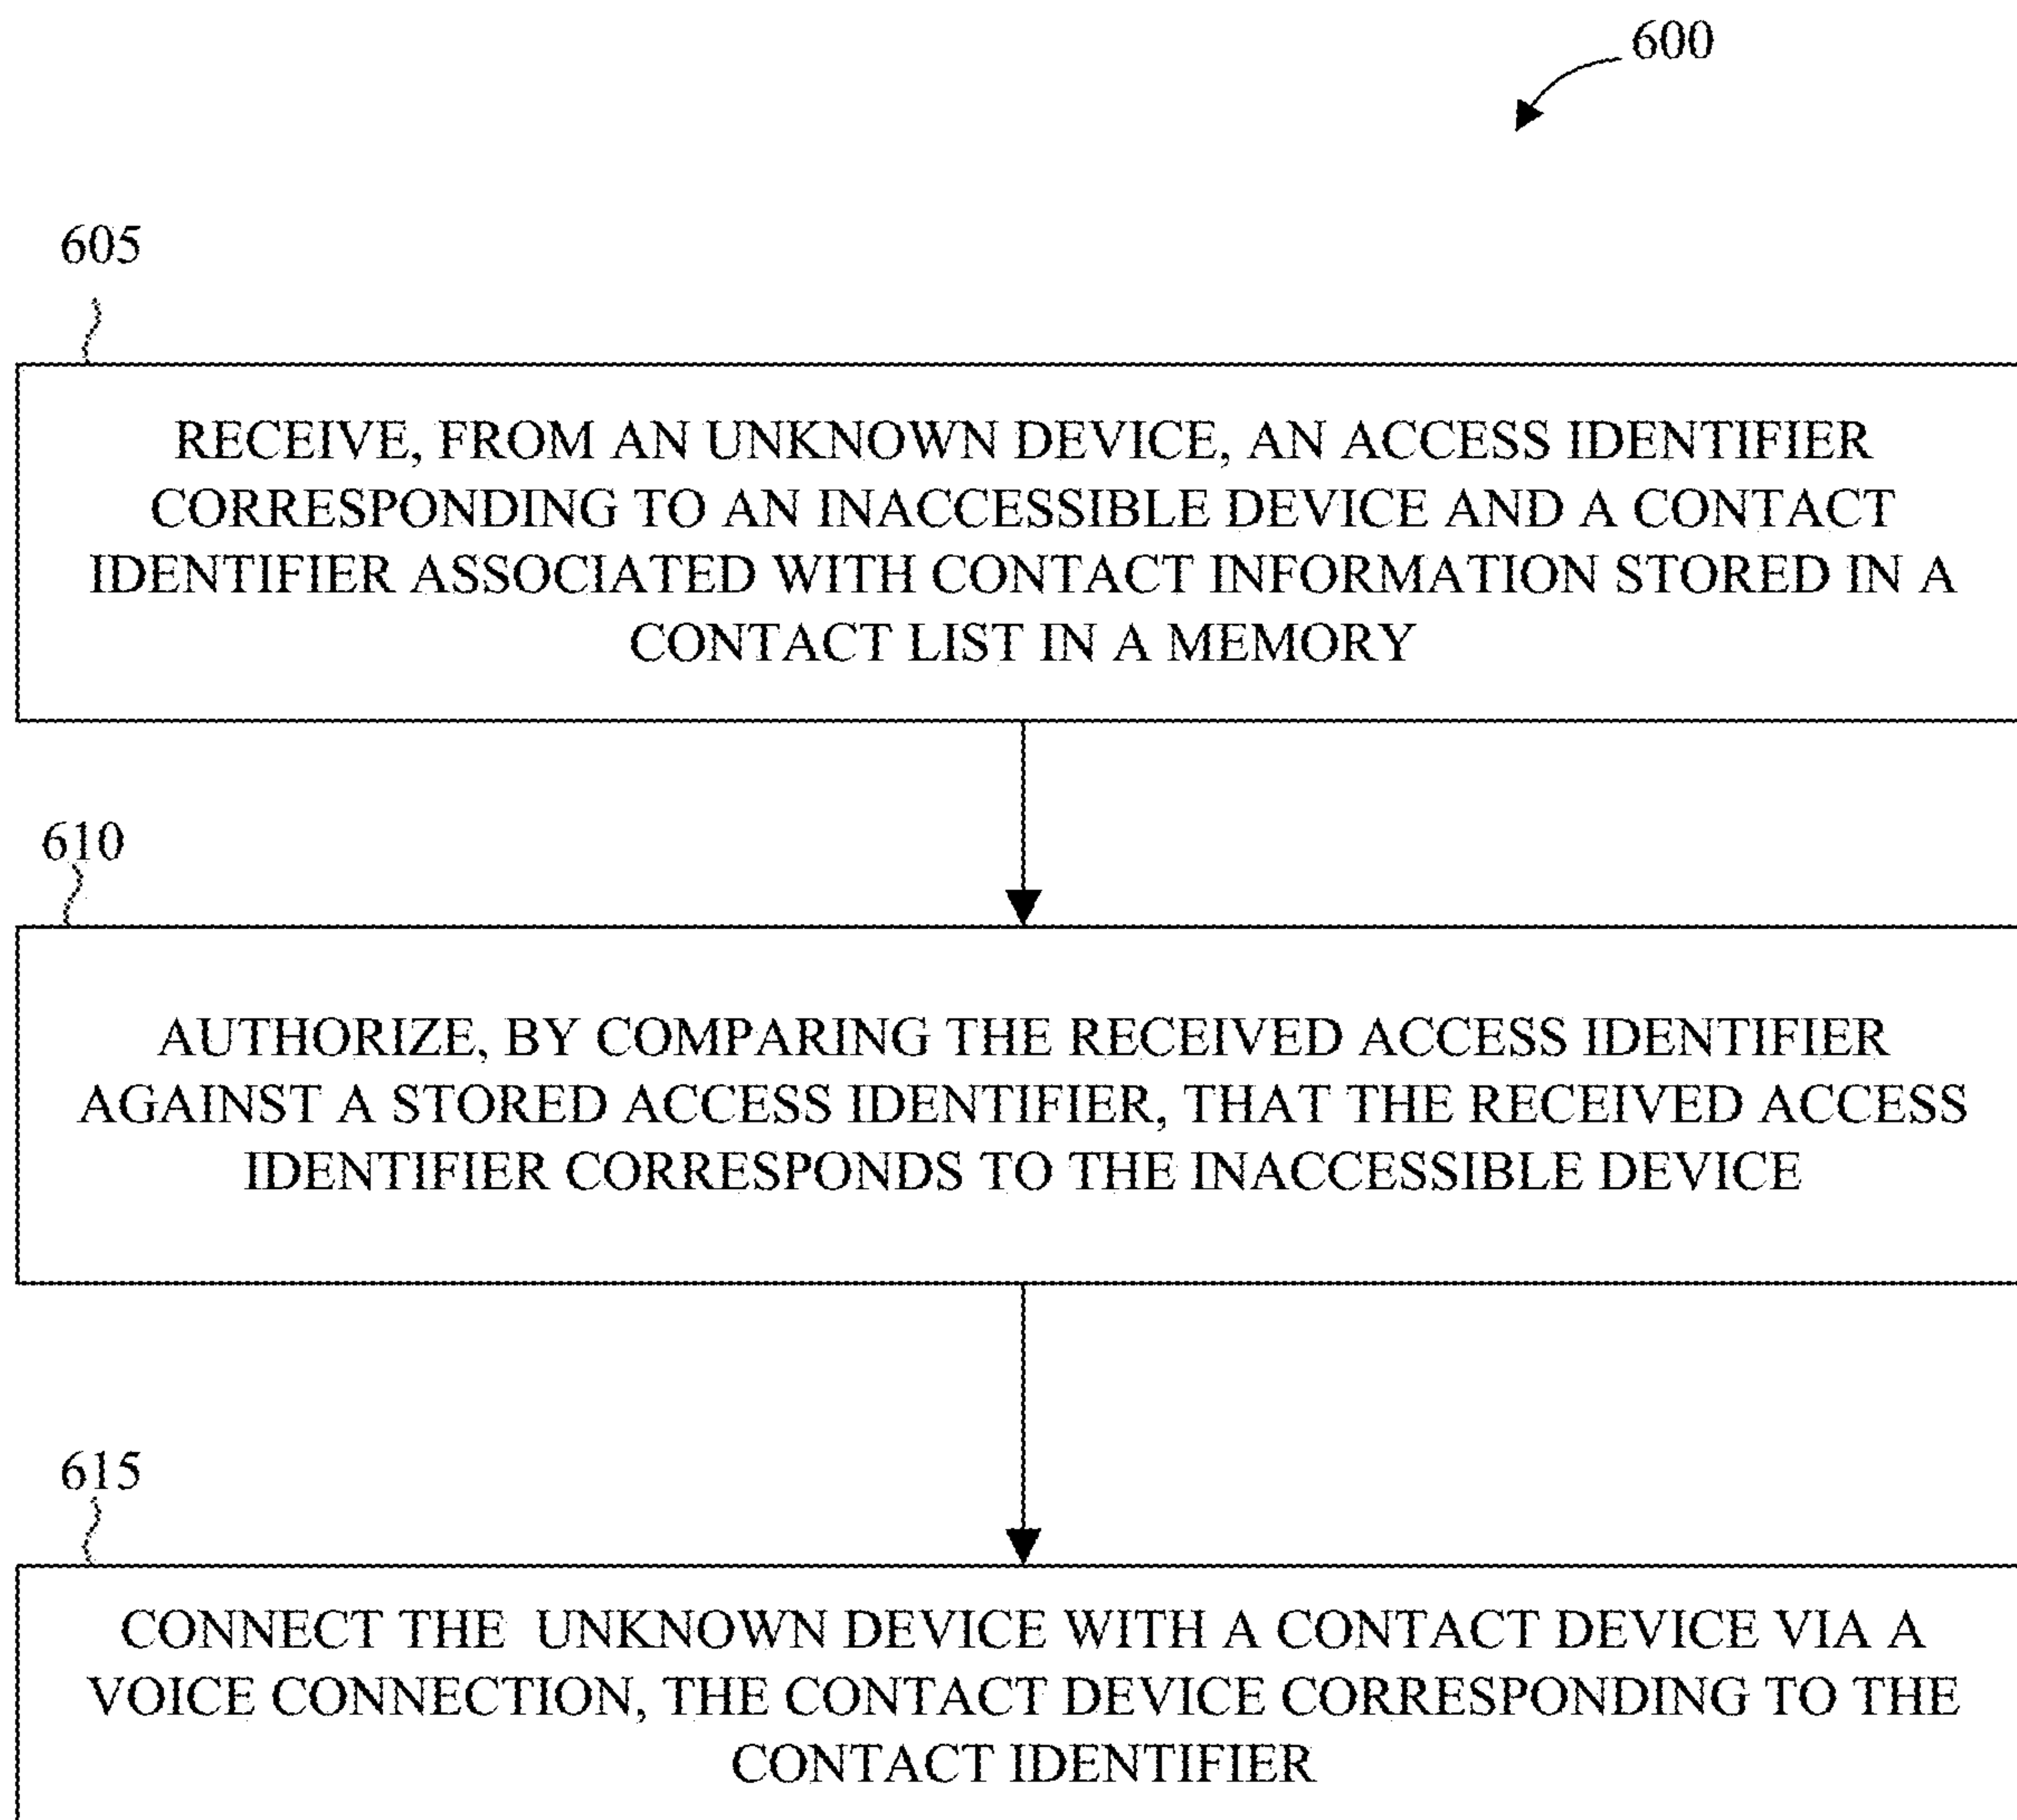 600
605
RECEIVE, FROM AN UNKNOWN DEVICE, AN ACCESS IDENTIFIER
CORRESPONDING TO AN INACCESSIBLE DEVICE AND A CONTACT
IDENTIFIER ASSOCIATED WITH CONTACT INFORMATION STORED IN A
CONTACT LIST IN A MEMORY
610
AUTHORIZE, BY COMPARING THE RECEIVED ACCESS IDENTIFIER
AGAINST A STORED ACCESS IDENTIFIER, THAT THE RECEIVED ACCESS
IDENTIFIER CORRESPONDS TO THE INACCESSIBLE DEVICE
615
CONNECT THE UNKNOWN DEVICE WITH A CONTACT DEVICE VIA A
VOICE CONNECTION, THE CONTACT DEVICE CORRESPONDING TO THE
CONTACT IDENTIFIER